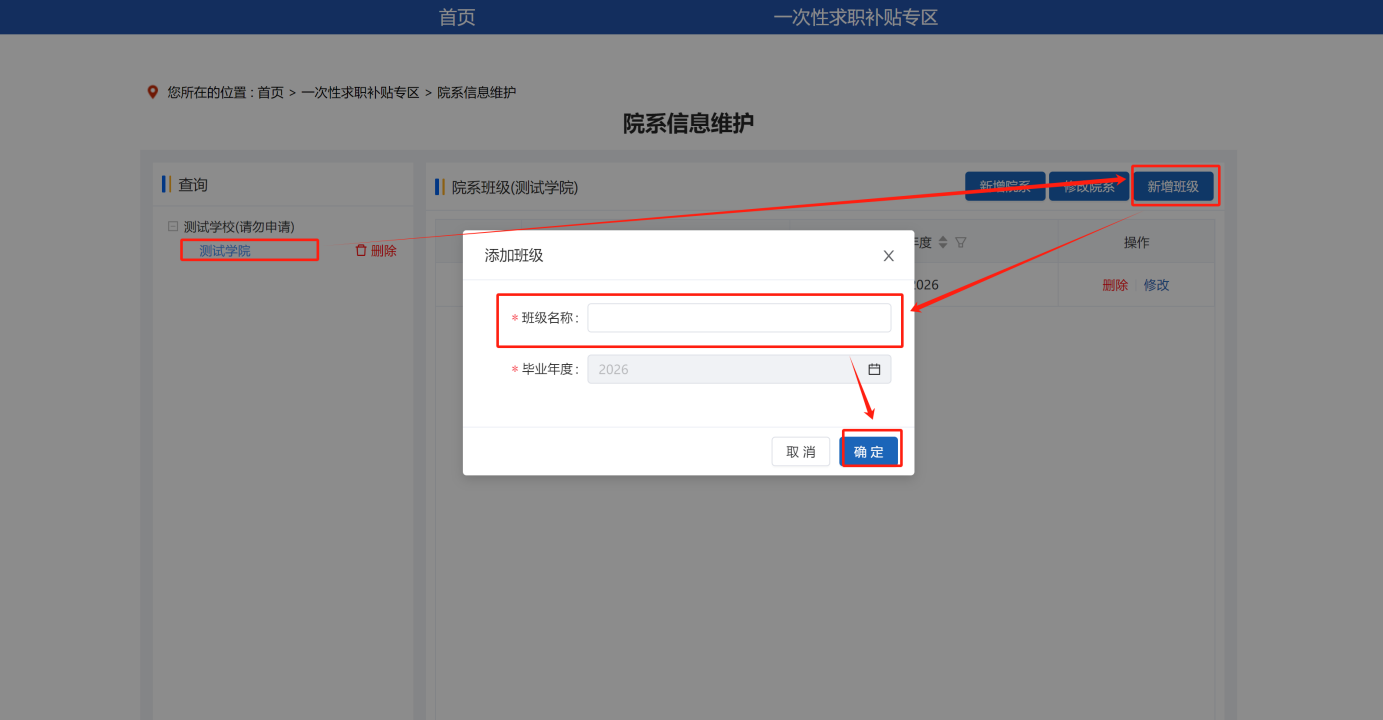 首页 一次性求职补贴专区
您所在的位置 : 首页 > 一次性求职补贴专区 > 院系信息维护
院系信息维护
查询
测试学校(请勿申请)
测试学院 删除
院系班级(测试学院) 新增院系 修改院系 新增班级
年度 操作
2026 删除 修改
添加班级
* 班级名称 :
* 毕业年度 : 2026
取 消 确 定